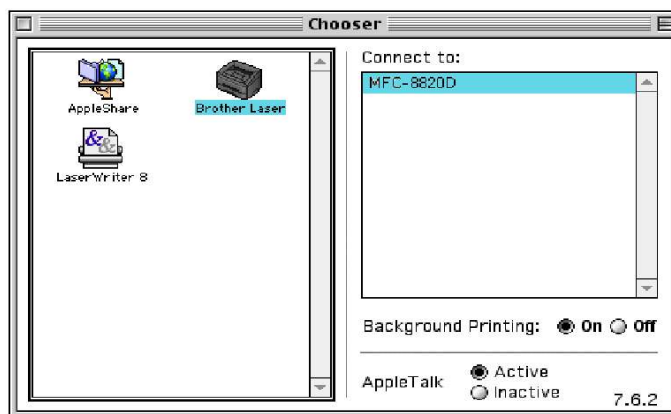 Chooser
AppleShare
Brother Laser
LaserWriter 8
Connect to:
MFC-8820D
Background Printing: On Off
AppleTalk Active
Inactive
7.6.2